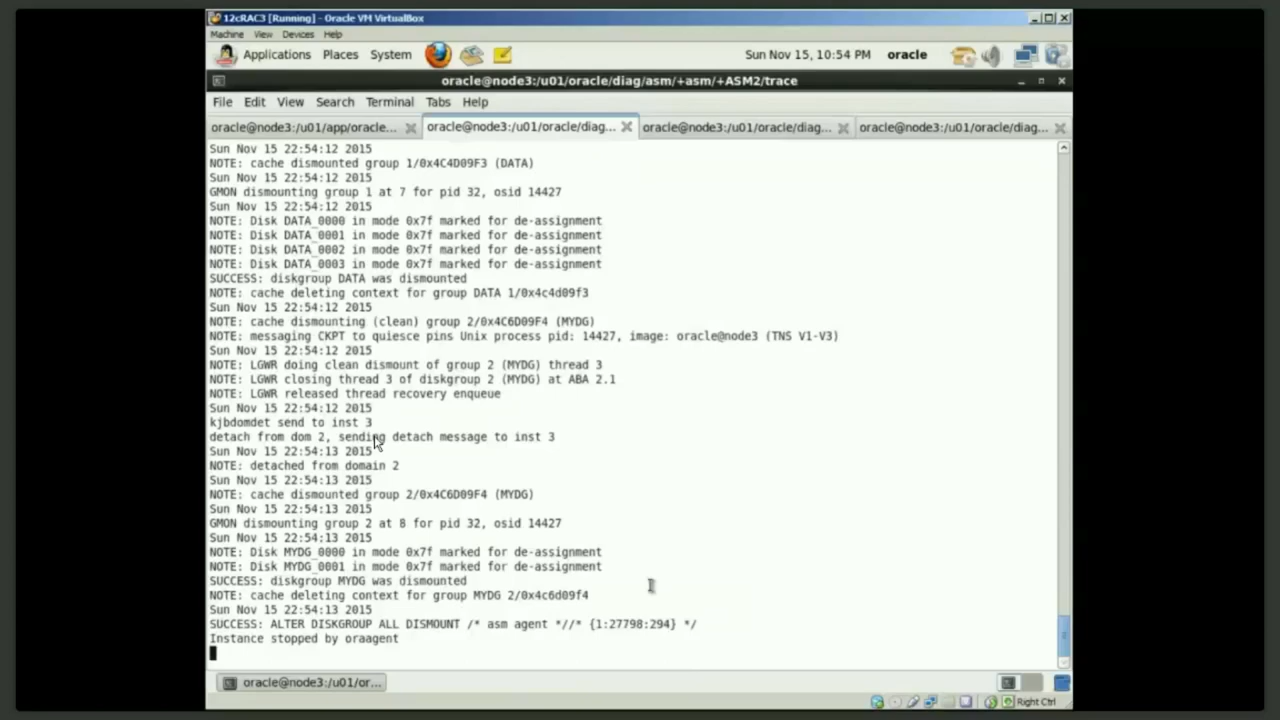 12cRAC3 [Running] - Oracle VM VirtualBox
Machine View Devices Help
Applications Places System Sun Nov 15, 10:54 PM oracle
oracle@node3:/u01/oracle/diag/asm/+asm/+ASM2/trace
File Edit View Search Terminal Tabs Help
oracle@node3:/u01/app/oracle... oracle@node3:/u01/oracle/diag... oracle@node3:/u01/oracle/diag... oracle@node3:/u01/oracle/diag...
Sun Nov 15 22:54:12 2015
NOTE: cache dismounted group 1/0x4C4D09F3 (DATA)
Sun Nov 15 22:54:12 2015
GMON dismounting group 1 at 7 for pid 32, osid 14427
Sun Nov 15 22:54:12 2015
NOTE: Disk DATA_0000 in mode 0x7f marked for de-assignment
NOTE: Disk DATA_0001 in mode 0x7f marked for de-assignment
NOTE: Disk DATA_0002 in mode 0x7f marked for de-assignment
NOTE: Disk DATA_0003 in mode 0x7f marked for de-assignment
SUCCESS: diskgroup DATA was dismounted
NOTE: cache deleting context for group DATA 1/0x4c4d09f3
Sun Nov 15 22:54:12 2015
NOTE: cache dismounting (clean) group 2/0x4C6D09F4 (MYDG)
NOTE: messaging CKPT to quiesce pins Unix process pid: 14427, image: oracle@node3 (TNS V1-V3)
Sun Nov 15 22:54:12 2015
NOTE: LGWR doing clean dismount of group 2 (MYDG) thread 3
NOTE: LGWR closing thread 3 of diskgroup 2 (MYDG) at ABA 2.1
NOTE: LGWR released thread recovery enqueue
Sun Nov 15 22:54:12 2015
kjbdomdet send to inst 3
detach from dom 2, sending detach message to inst 3
Sun Nov 15 22:54:13 2015
NOTE: detached from domain 2
Sun Nov 15 22:54:13 2015
NOTE: cache dismounted group 2/0x4C6D09F4 (MYDG)
Sun Nov 15 22:54:13 2015
GMON dismounting group 2 at 8 for pid 32, osid 14427
Sun Nov 15 22:54:13 2015
NOTE: Disk MYDG_0000 in mode 0x7f marked for de-assignment
NOTE: Disk MYDG_0001 in mode 0x7f marked for de-assignment
SUCCESS: diskgroup MYDG was dismounted
NOTE: cache deleting context for group MYDG 2/0x4c6d09f4
Sun Nov 15 22:54:13 2015
SUCCESS: ALTER DISKGROUP ALL DISMOUNT /* asm agent *//* {1:27798:294} */
Instance stopped by oraagent
oracle@node3:/u01/or...
Right Ctrl